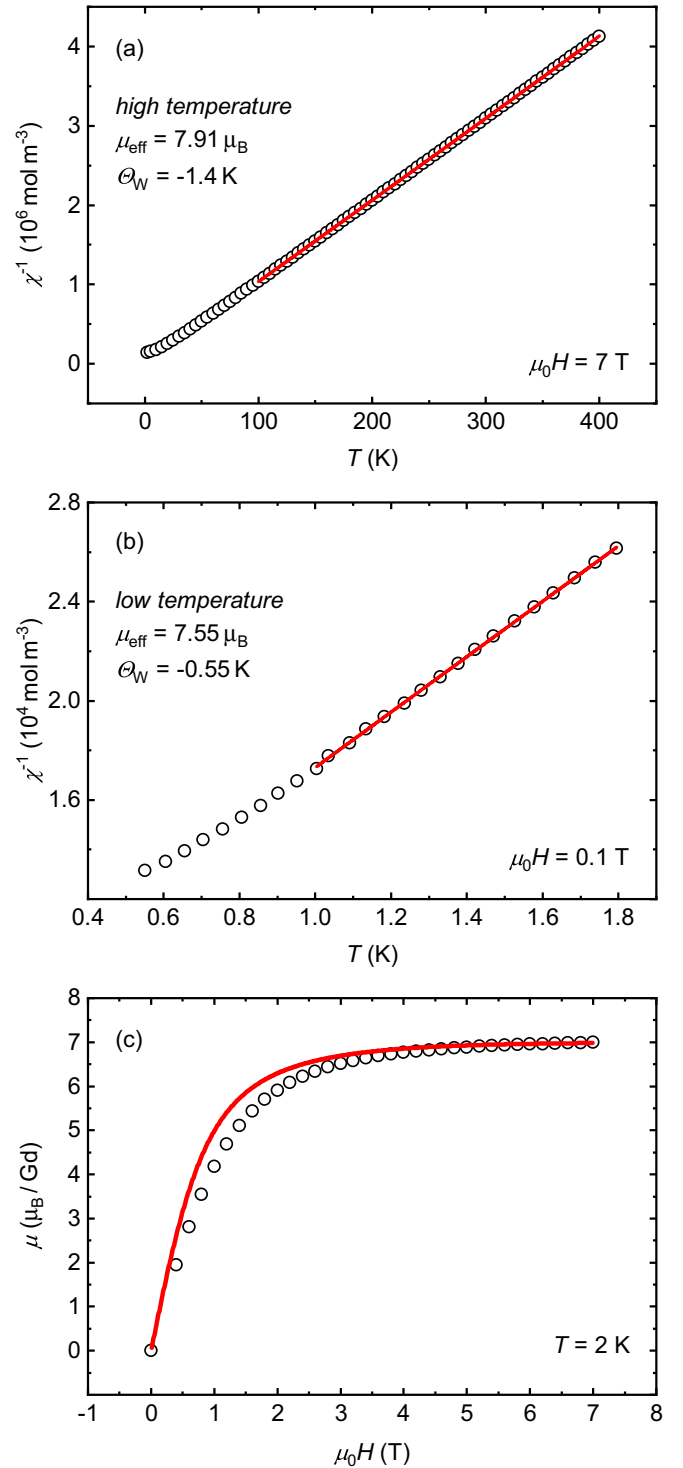 (a)
high temperature
μeff = 7.91 μB
ΘW = -1.4 K
μ0H = 7 T
χ-1 (106 mol m-3)
4
3
2
1
0
0 100 200 300 400
T (K)
(b)
low temperature
μeff = 7.55 μB
ΘW = -0.55 K
μ0H = 0.1 T
χ-1 (104 mol m-3)
2.8
2.4
2.0
1.6
0.4 0.6 0.8 1.0 1.2 1.4 1.6 1.8
T (K)
(c)
T = 2 K
μ (μB / Gd)
8
7
6
5
4
3
2
1
0
-1 0 1 2 3 4 5 6 7 8
μ0H (T)